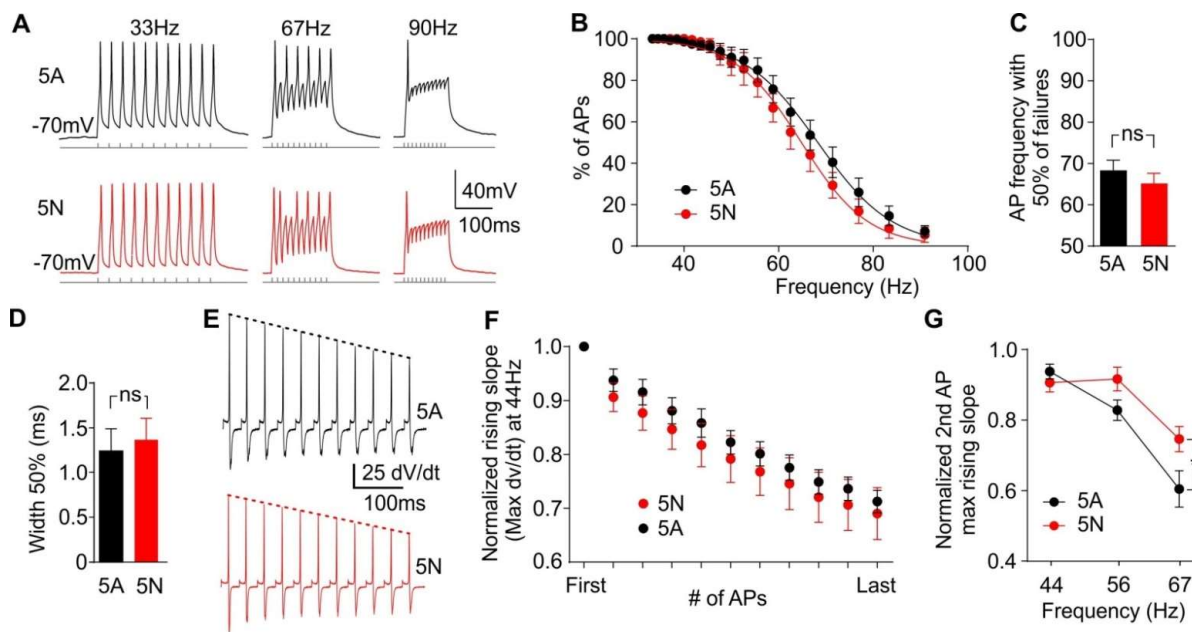 A
33Hz
67Hz
90Hz
5A
-70mV
5N
-70mV
40mV
100ms
B
% of APs
100
80
60
40
20
0
5A
5N
40
60
80
100
Frequency (Hz)
C
AP frequency with
50% of failures
100
90
80
70
60
50
ns
5A
5N
D
Width 50% (ms)
2.0
1.5
1.0
0.5
0
ns
5A
5N
E
5A
25 dV/dt
100ms
5N
F
Normalized rising slope
(Max dv/dt) at 44Hz
1.0
0.9
0.8
0.7
0.6
5N
5A
First
Last
# of APs
G
Normalized 2nd AP
max rising slope
1.0
0.8
0.6
0.4
5A
5N
44
56
67
Frequency (Hz)